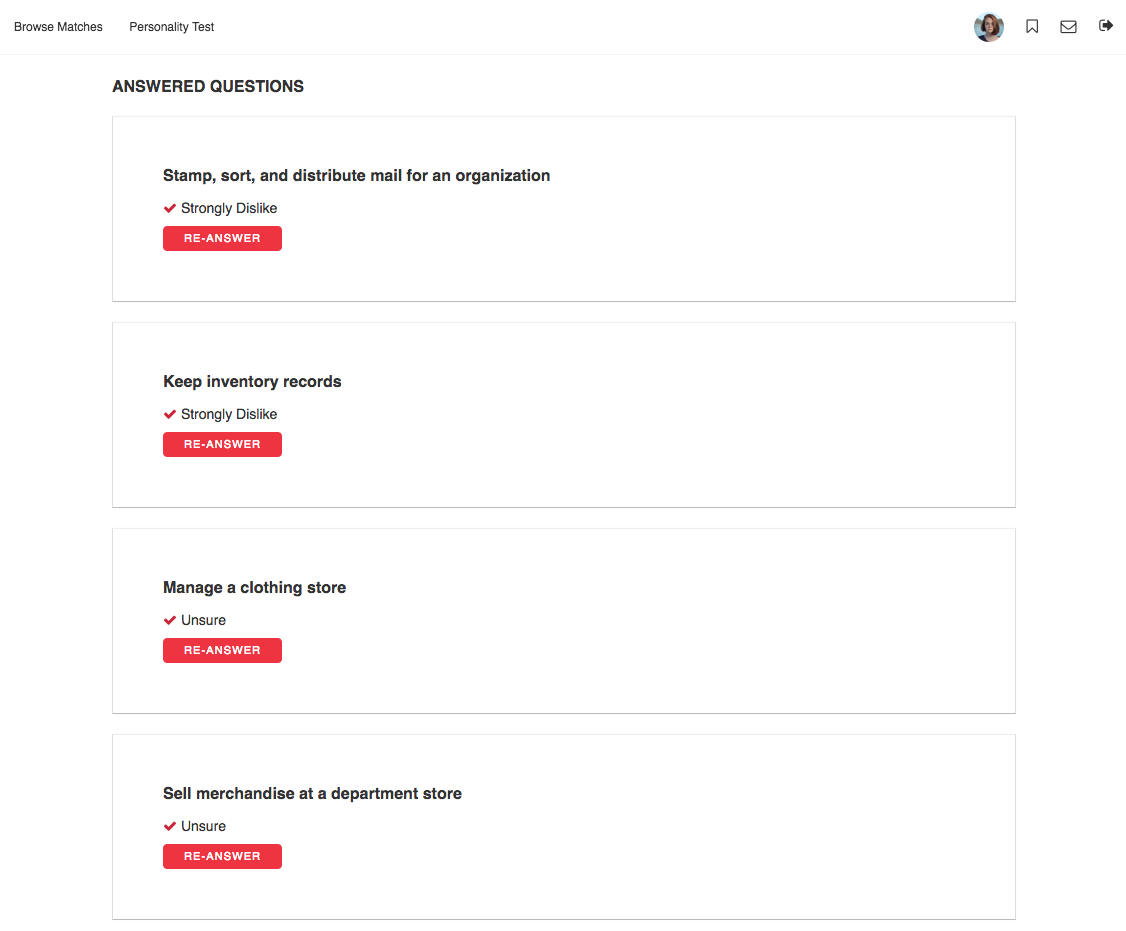 Browse Matches Personality Test
ANSWERED QUESTIONS
Stamp, sort, and distribute mail for an organization
Strongly Dislike
RE-ANSWER
Keep inventory records
Strongly Dislike
RE-ANSWER
Manage a clothing store
Unsure
RE-ANSWER
Sell merchandise at a department store
Unsure
RE-ANSWER